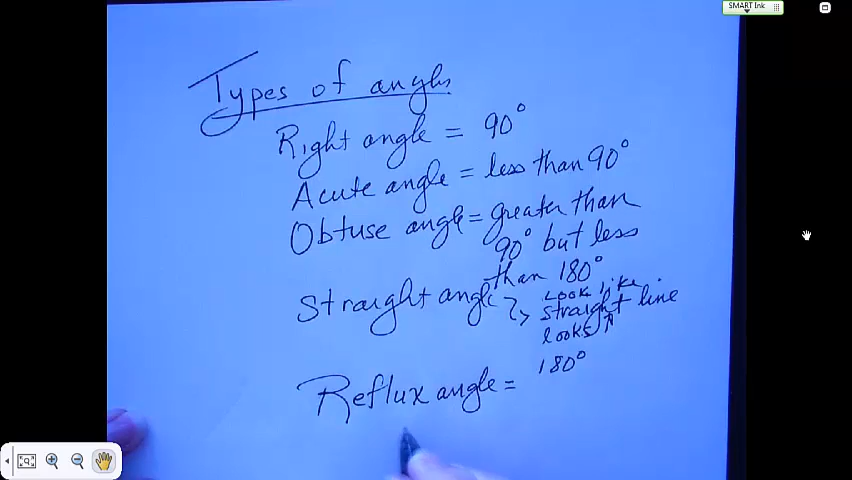 SMART Ink
Types of angles
Right angle = 90°
Acute angle = less than 90°
Obtuse angle = greater than
90° but less
than 180°
Straight angle → Look like
straight line
looks
180°
Reflux angle =